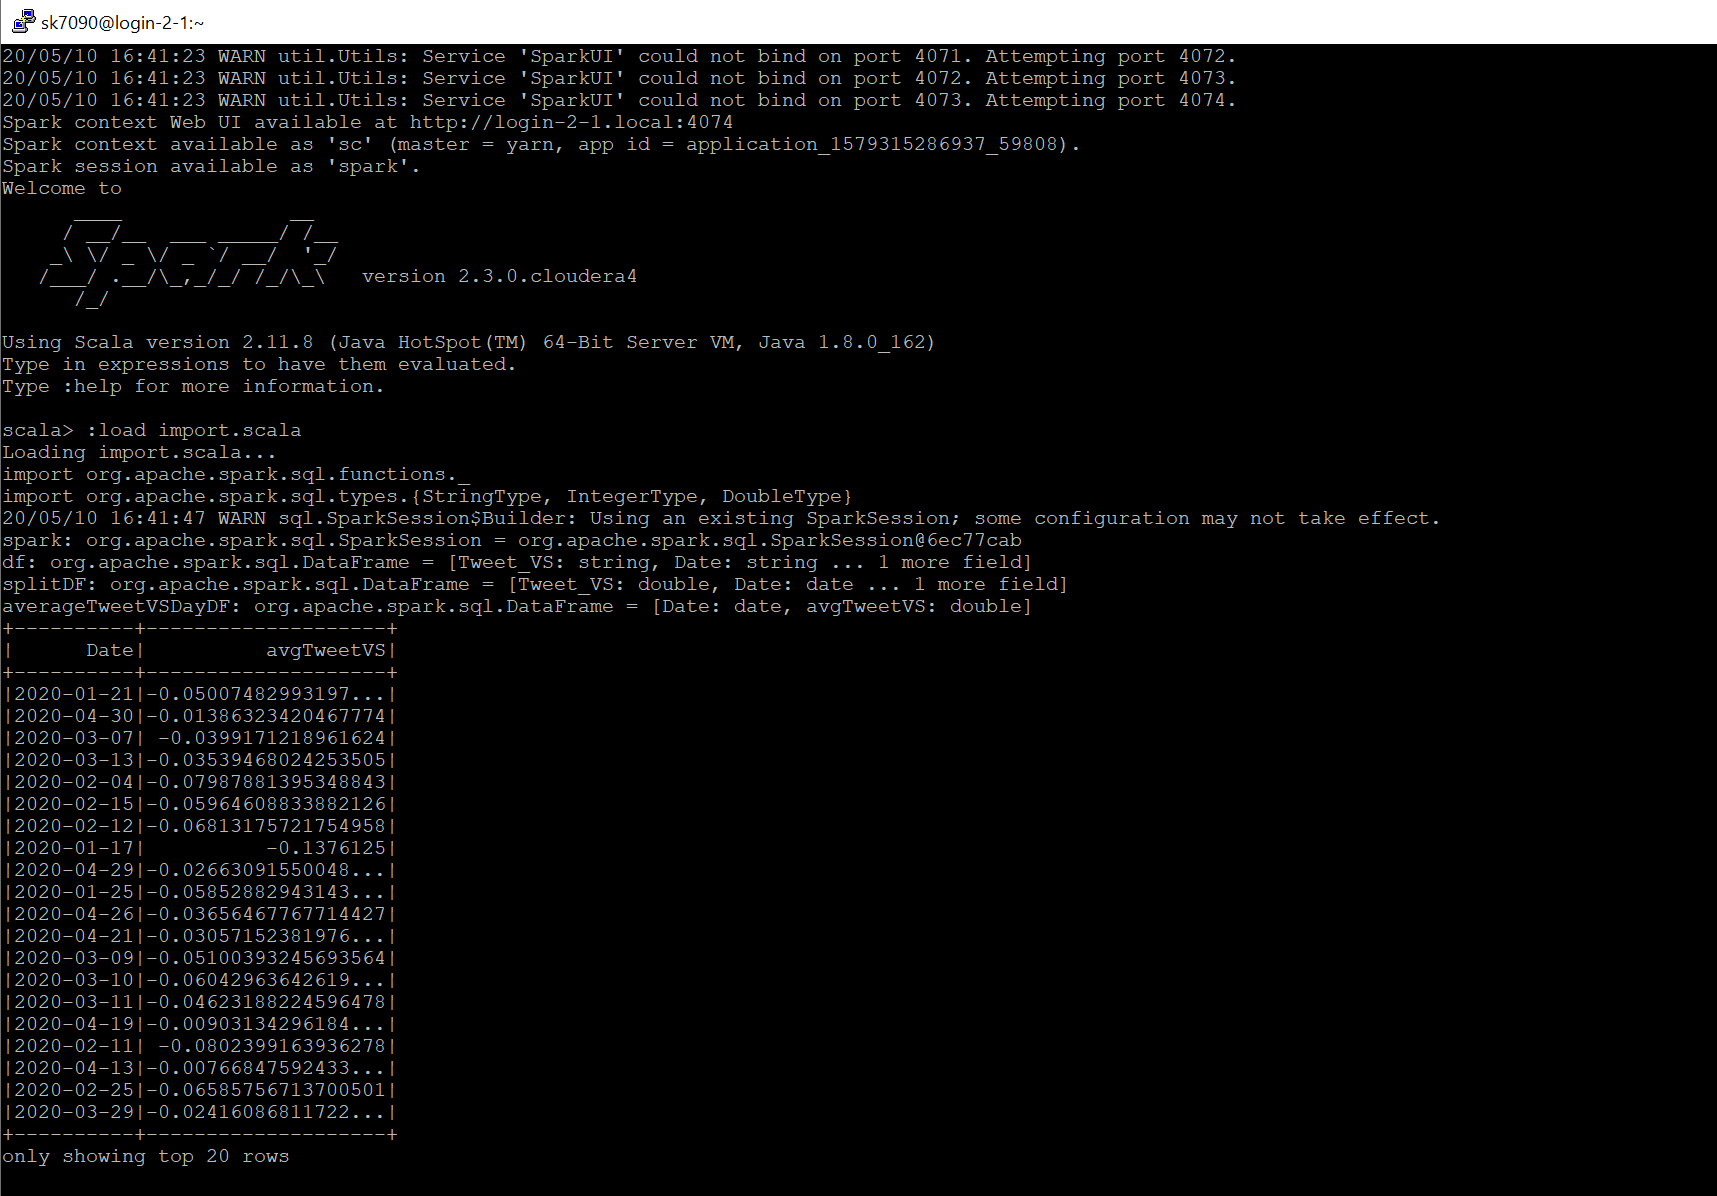 sk7090@login-2-1:~
20/05/10 16:41:23 WARN util.Utils: Service 'SparkUI' could not bind on port 4071. Attempting port 4072.
20/05/10 16:41:23 WARN util.Utils: Service 'SparkUI' could not bind on port 4072. Attempting port 4073.
20/05/10 16:41:23 WARN util.Utils: Service 'SparkUI' could not bind on port 4073. Attempting port 4074.
Spark context Web UI available at http://login-2-1.local:4074
Spark context available as 'sc' (master = yarn, app id = application_1579315286937_59808).
Spark session available as 'spark'.
Welcome to
      ____              __
     / __/__  ___ _____/ /__
    _\ \/ _ \/ _ `/ __/  '_/
   /___/ .__/\_,_/_/ /_/\_\   version 2.3.0.cloudera4
      /_/
Using Scala version 2.11.8 (Java HotSpot(TM) 64-Bit Server VM, Java 1.8.0_162)
Type in expressions to have them evaluated.
Type :help for more information.
scala> :load import.scala
Loading import.scala...
import org.apache.spark.sql.functions._
import org.apache.spark.sql.types.{StringType, IntegerType, DoubleType}
20/05/10 16:41:47 WARN sql.SparkSession$Builder: Using an existing SparkSession; some configuration may not take effect.
spark: org.apache.spark.sql.SparkSession = org.apache.spark.sql.SparkSession@6ec77cab
df: org.apache.spark.sql.DataFrame = [Tweet_VS: string, Date: string ... 1 more field]
splitDF: org.apache.spark.sql.DataFrame = [Tweet_VS: double, Date: date ... 1 more field]
averageTweetVSDayDF: org.apache.spark.sql.DataFrame = [Date: date, avgTweetVS: double]
+----------+--------------------+
|      Date|          avgTweetVS|
+----------+--------------------+
|2020-01-21|-0.05007482993197...|
|2020-04-30|-0.01386323420467774|
|2020-03-07| -0.0399171218961624|
|2020-03-13|-0.03539468024253505|
|2020-02-04|-0.07987881395348843|
|2020-02-15|-0.05964608833882126|
|2020-02-12|-0.06813175721754958|
|2020-01-17|          -0.1376125|
|2020-04-29|-0.02663091550048...|
|2020-01-25|-0.05852882943143...|
|2020-04-26|-0.03656467767714427|
|2020-04-21|-0.03057152381976...|
|2020-03-09|-0.05100393245693564|
|2020-03-10|-0.06042963642619...|
|2020-03-11|-0.04623188224596478|
|2020-04-19|-0.00903134296184...|
|2020-02-11| -0.0802399163936278|
|2020-04-13|-0.00766847592433...|
|2020-02-25|-0.06585756713700501|
|2020-03-29|-0.02416086811722...|
+----------+--------------------+
only showing top 20 rows